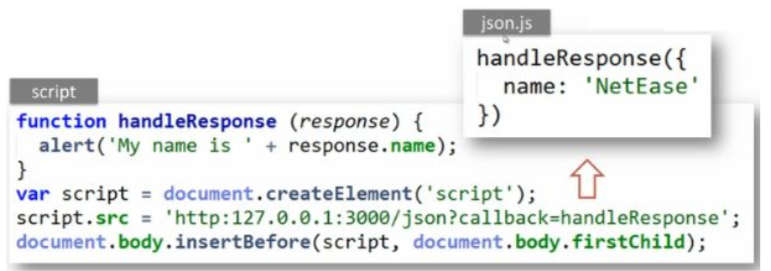 json.js
handleResponse({
  name: 'NetEase'
})
script
function handleResponse (response) {
  alert('My name is ' + response.name);
}
var script = document.createElement('script');
script.src = 'http:127.0.0.1:3000/json?callback=handleResponse';
document.body.insertBefore(script, document.body.firstChild);